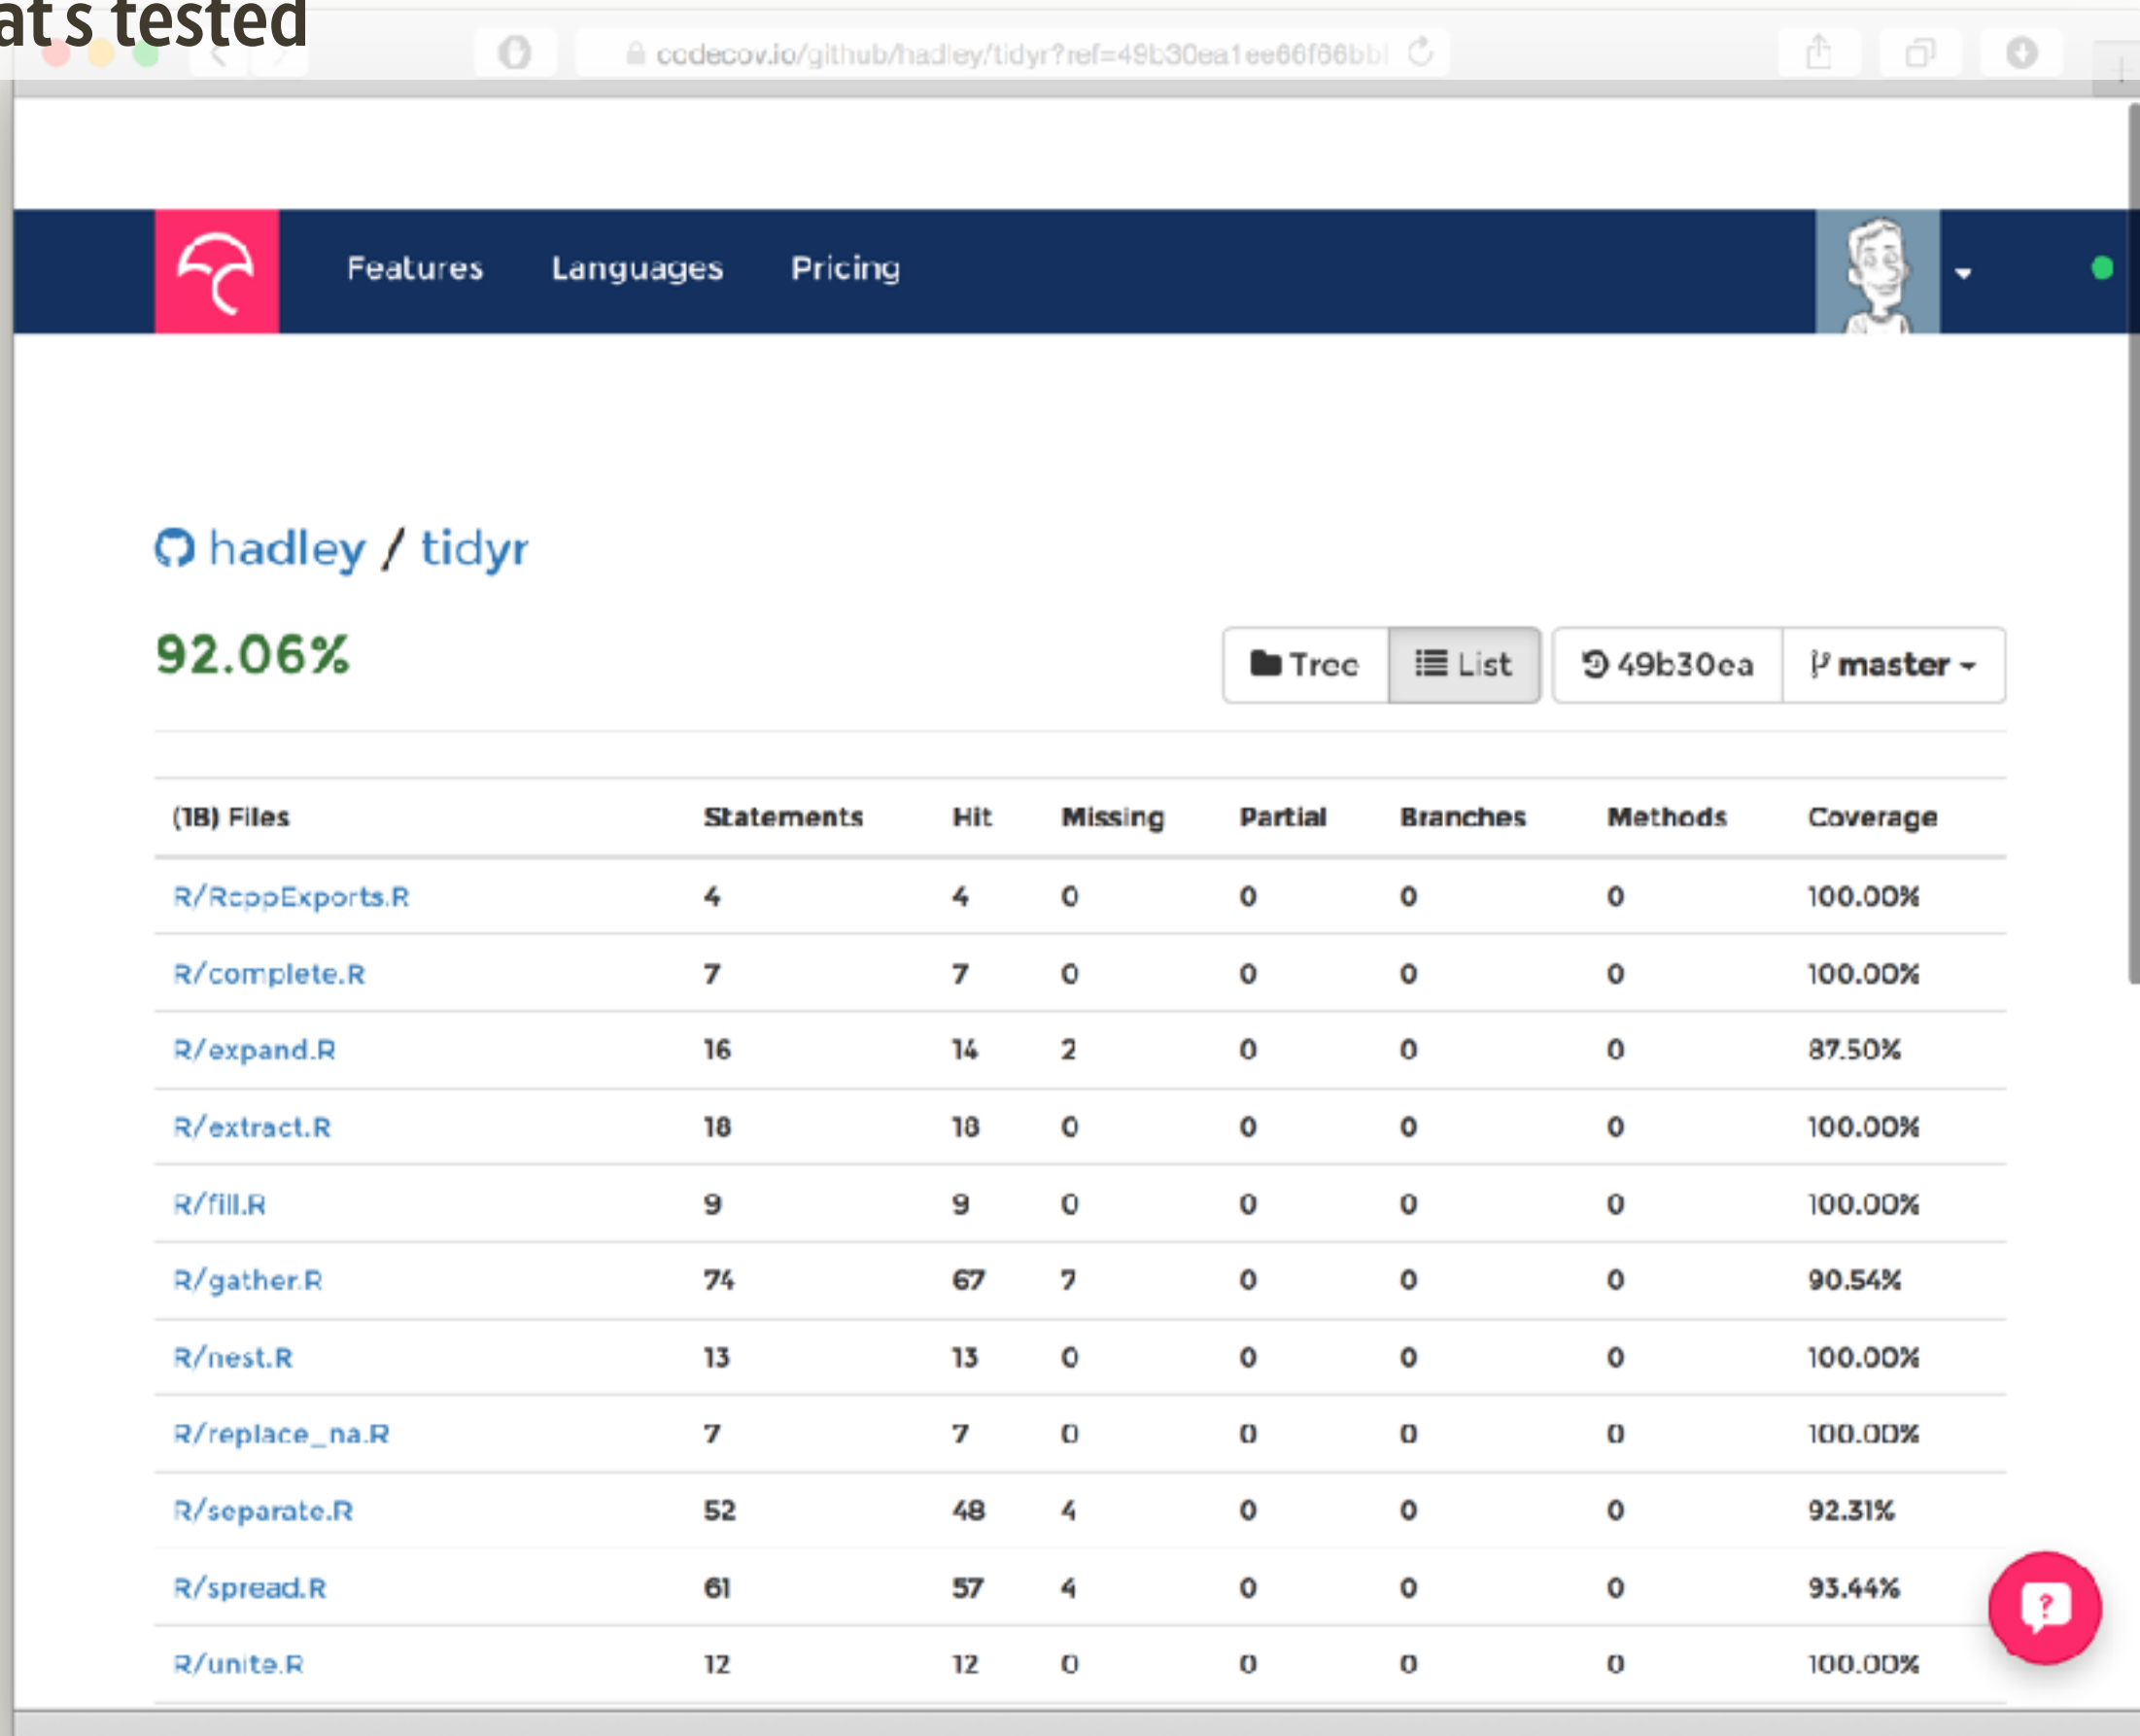 at's tested
codecov.io/github/hadley/tidyr?ref=49b30ea1ee66f66bb
Features Languages Pricing
hadley / tidyr
92.06%
Tree List 49b30ea master
(18) Files Statements Hit Missing Partial Branches Methods Coverage
R/RcppExports.R 4 4 0 0 0 0 100.00%
R/complete.R 7 7 0 0 0 0 100.00%
R/expand.R 16 14 2 0 0 0 87.50%
R/extract.R 18 18 0 0 0 0 100.00%
R/fill.R 9 9 0 0 0 0 100.00%
R/gather.R 74 67 7 0 0 0 90.54%
R/nest.R 13 13 0 0 0 0 100.00%
R/replace_na.R 7 7 0 0 0 0 100.00%
R/separate.R 52 48 4 0 0 0 92.31%
R/spread.R 61 57 4 0 0 0 93.44%
R/unite.R 12 12 0 0 0 0 100.00%